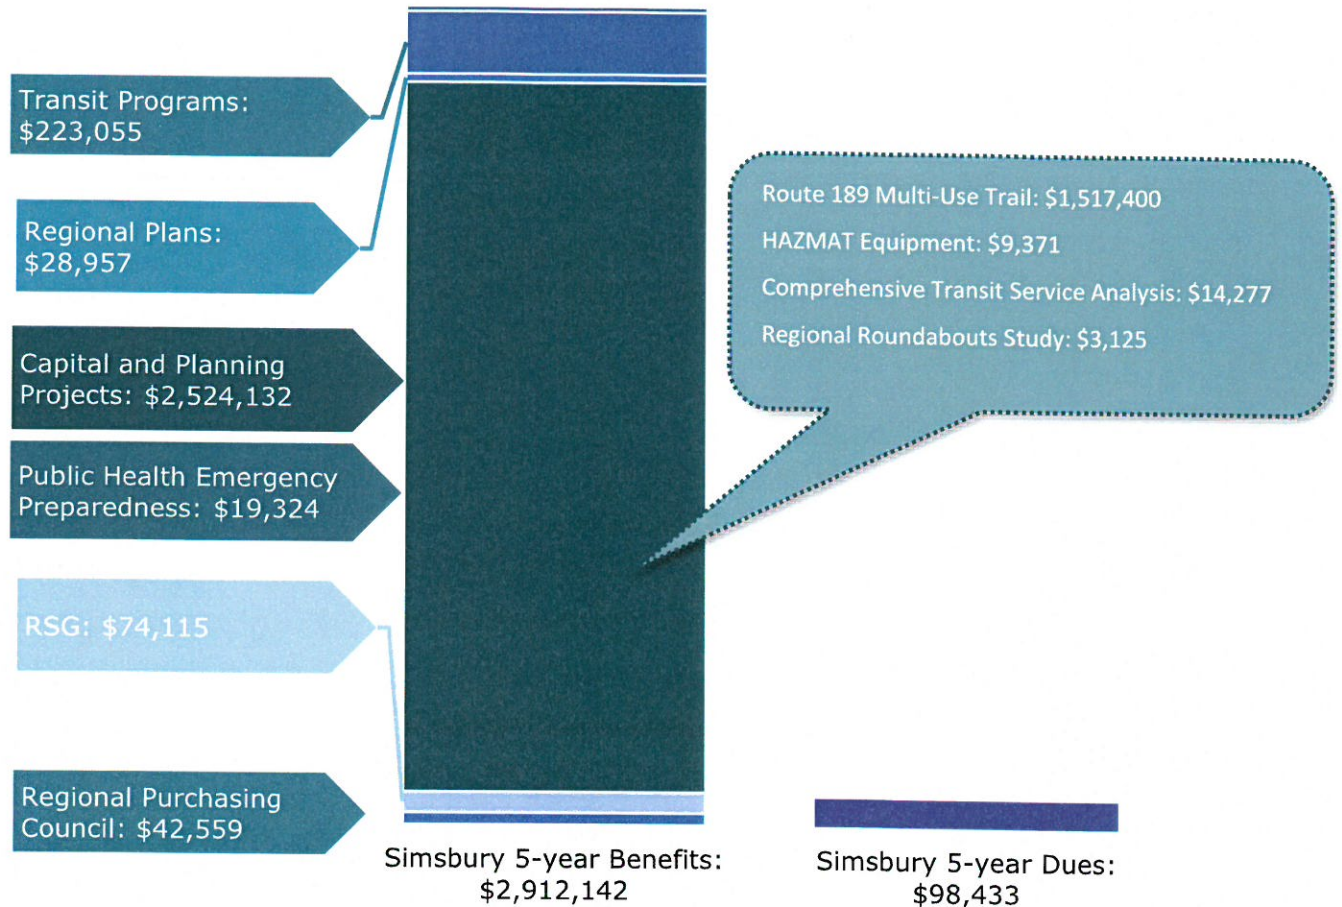 Transit Programs:
$223,055
Regional Plans:
$28,957
Capital and Planning
Projects: $2,524,132
Public Health Emergency
Preparedness: $19,324
RSG: $74,115
Regional Purchasing
Council: $42,559
Route 189 Multi-Use Trail: $1,517,400
HAZMAT Equipment: $9,371
Comprehensive Transit Service Analysis: $14,277
Regional Roundabouts Study: $3,125
Simsbury 5-year Benefits:
$2,912,142
Simsbury 5-year Dues:
$98,433